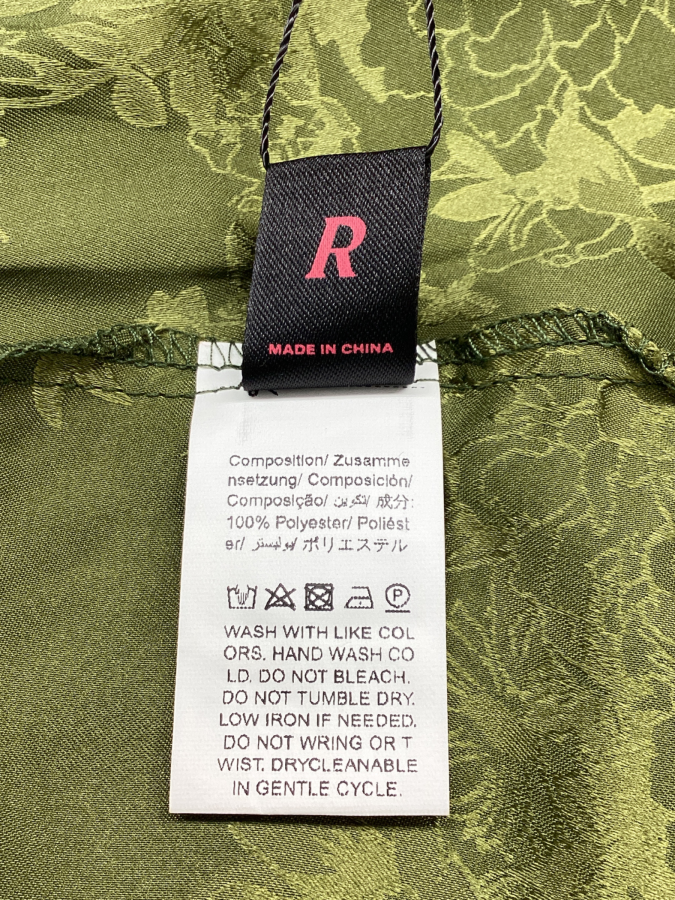 R
MADE IN CHINA
Composition/ Zusamme
nsetzung/ Composición/
Composição/ تكوين/ 成分:
100% Polyester/ Poliést
er/ بوليستر/ ポリエステル
P
WASH WITH LIKE COL
ORS. HAND WASH CO
LD. DO NOT BLEACH.
DO NOT TUMBLE DRY.
LOW IRON IF NEEDED.
DO NOT WRING OR T
WIST. DRYCLEANABLE
IN GENTLE CYCLE.